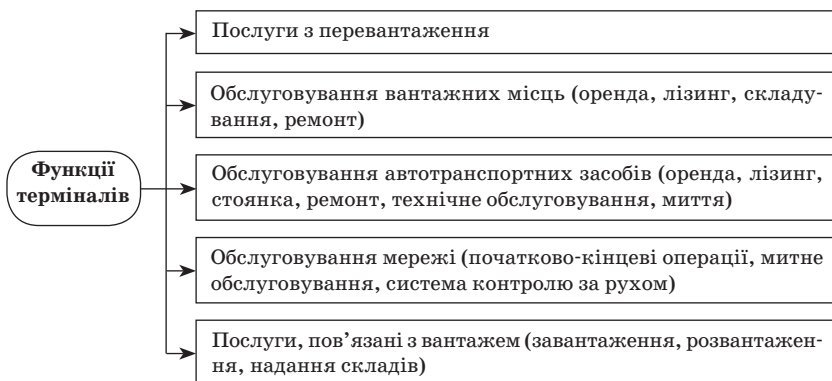 Послуги з перевантаження
Обслуговування вантажних місць (оренда, лізинг, складу-
вання, ремонт)
Функції
терміналів
Обслуговування автотранспортних засобів (оренда, лізинг,
стоянка, ремонт, технічне обслуговування, миття)
Обслуговування мережі (початково-кінцеві операції, митне
обслуговування, система контролю за рухом)
Послуги, пов’язані з вантажем (завантаження, розвантажен-
ня, надання складів)